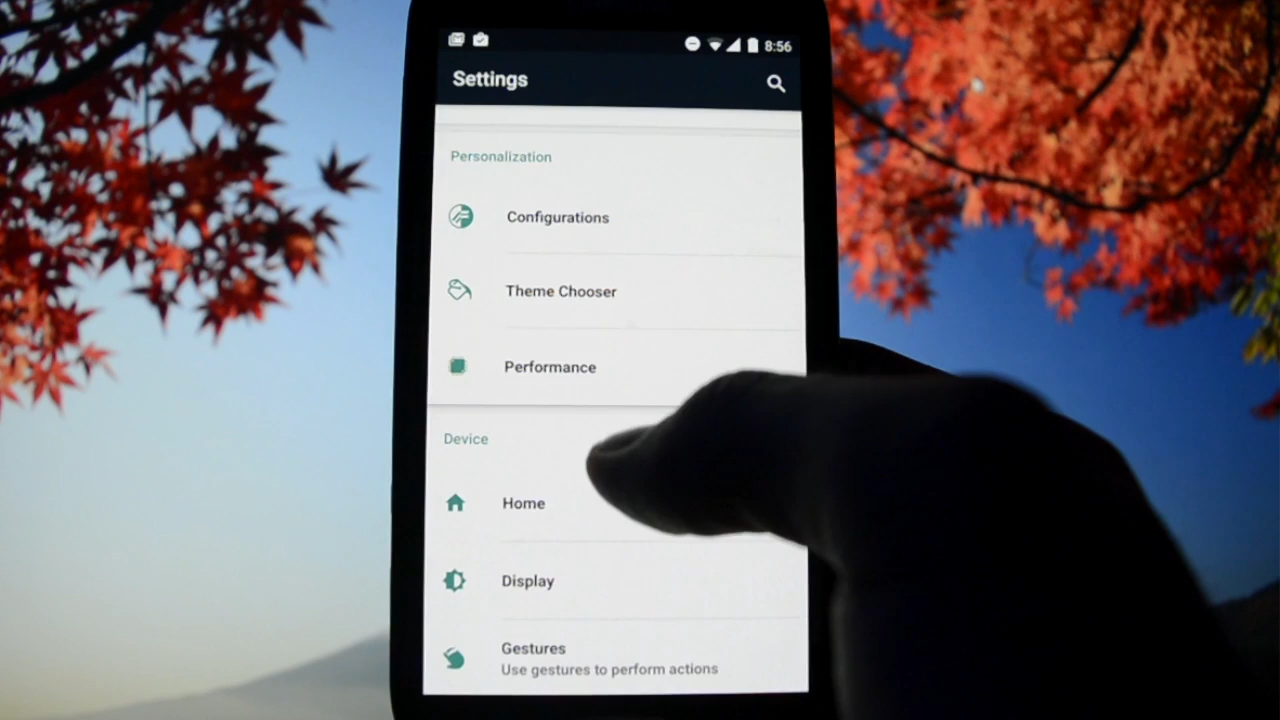 8:56
Settings
Personalization
Configurations
Theme Chooser
Performance
Device
Home
Display
Gestures
Use gestures to perform actions